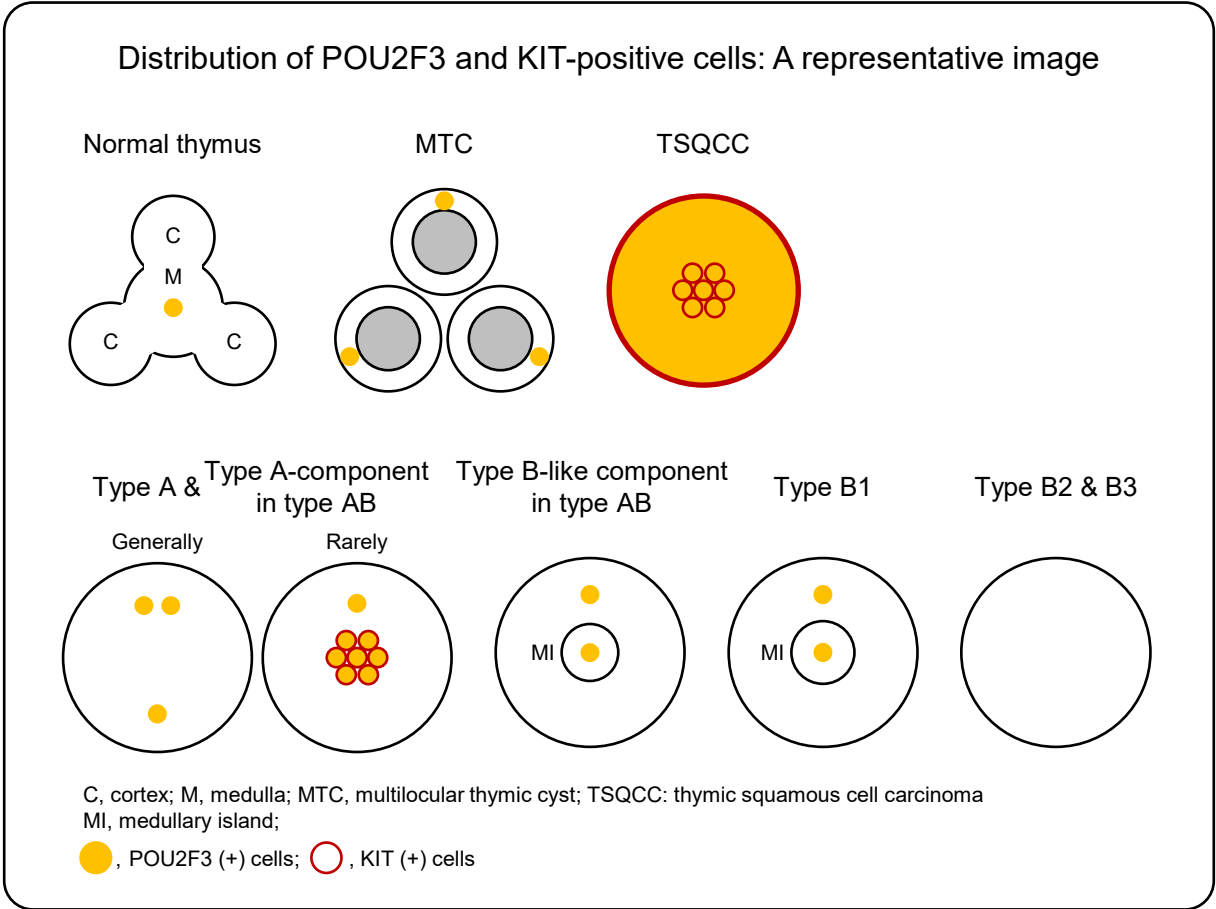 Distribution of POU2F3 and KIT-positive cells: A representative image
Normal thymus
MTC
TSQCC
C
M
C
C
Type A &
Type A-component
in type AB
Type B-like component
in type AB
Type B1
Type B2 & B3
Generally
Rarely
MI
MI
C, cortex; M, medulla; MTC, multilocular thymic cyst; TSQCC: thymic squamous cell carcinoma
MI, medullary island;
, POU2F3 (+) cells; , KIT (+) cells